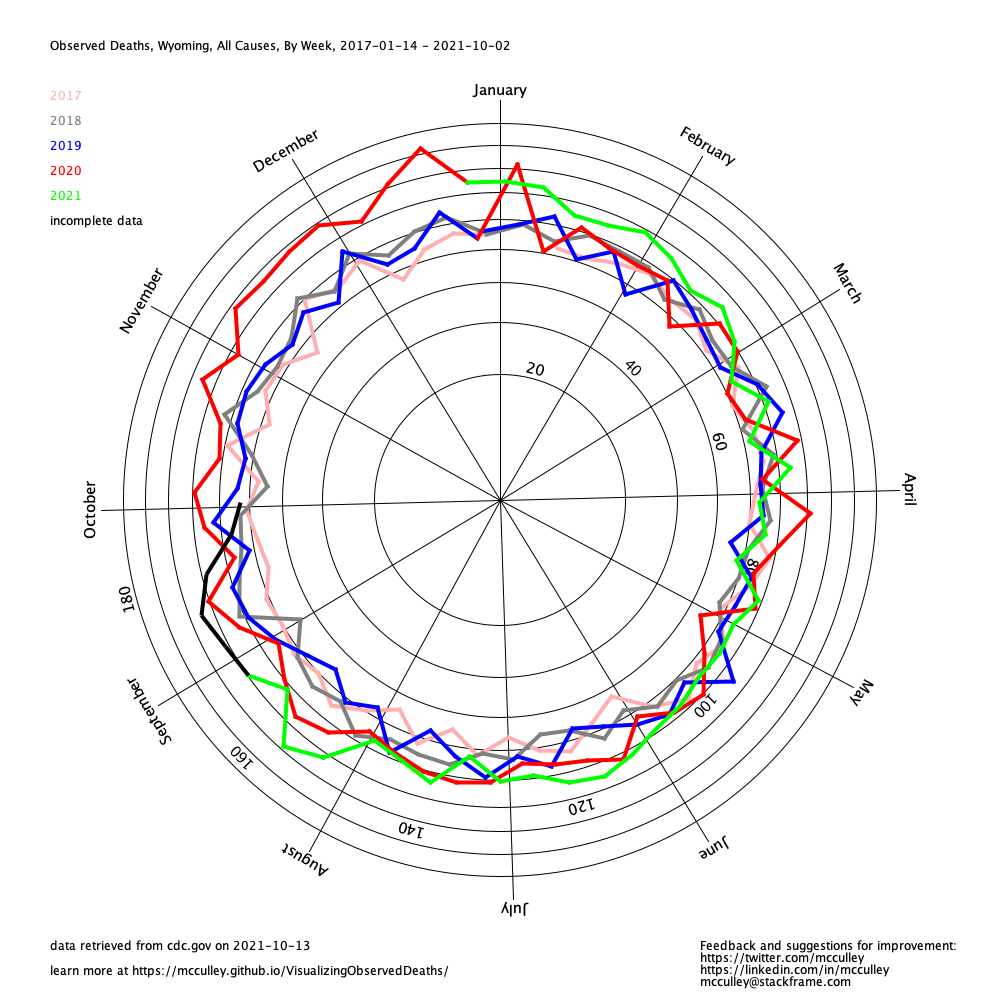 Observed Deaths, Wyoming, All Causes, By Week, 2017-01-14 - 2021-10-02
2017
2018
2019
2020
2021
incomplete data
January
February
March
April
May
June
July
August
September
October
November
December
20
40
60
80
100
120
140
160
180
data retrieved from cdc.gov on 2021-10-13
learn more at https://mcculley.github.io/VisualizingObservedDeaths/
Feedback and suggestions for improvement:
https://twitter.com/mcculley
https://linkedin.com/in/mcculley
mcculley@stackframe.com